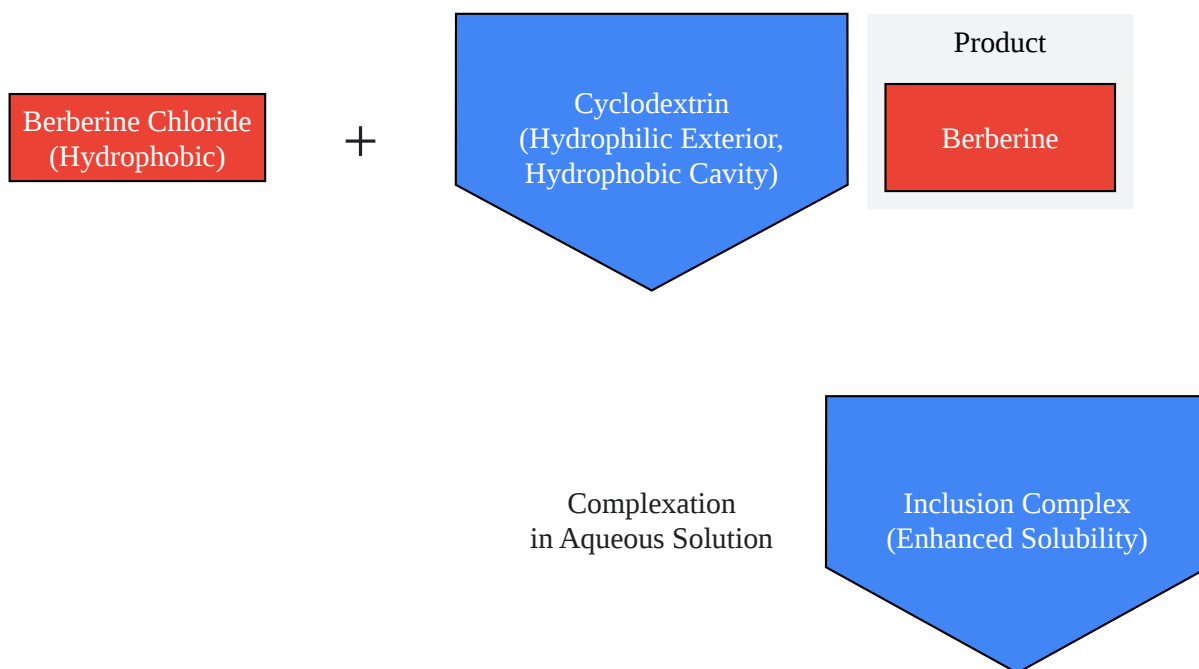 Berberine Chloride
(Hydrophobic)
+
Cyclodextrin
(Hydrophilic Exterior,
Hydrophobic Cavity)
Product
Berberine
Complexation
in Aqueous Solution
Inclusion Complex
(Enhanced Solubility)